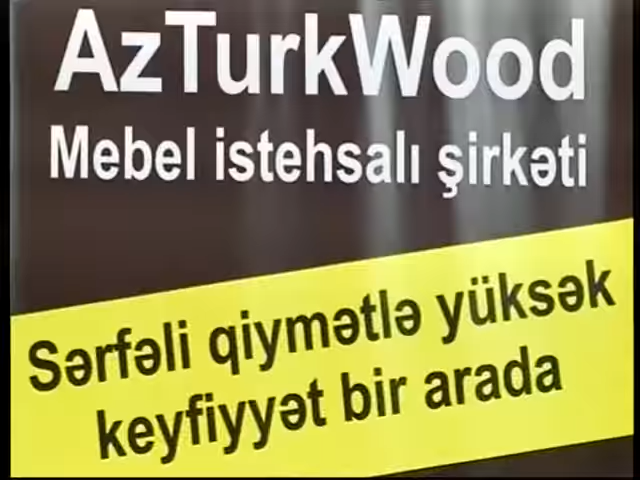 AzTurkWood
Mebel istehsalı şirkəti
Sərfəli qiymətlə yüksək
keyfiyyət bir arada